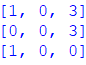 [1, 0, 3]
[0, 0, 3]
[1, 0, 0]